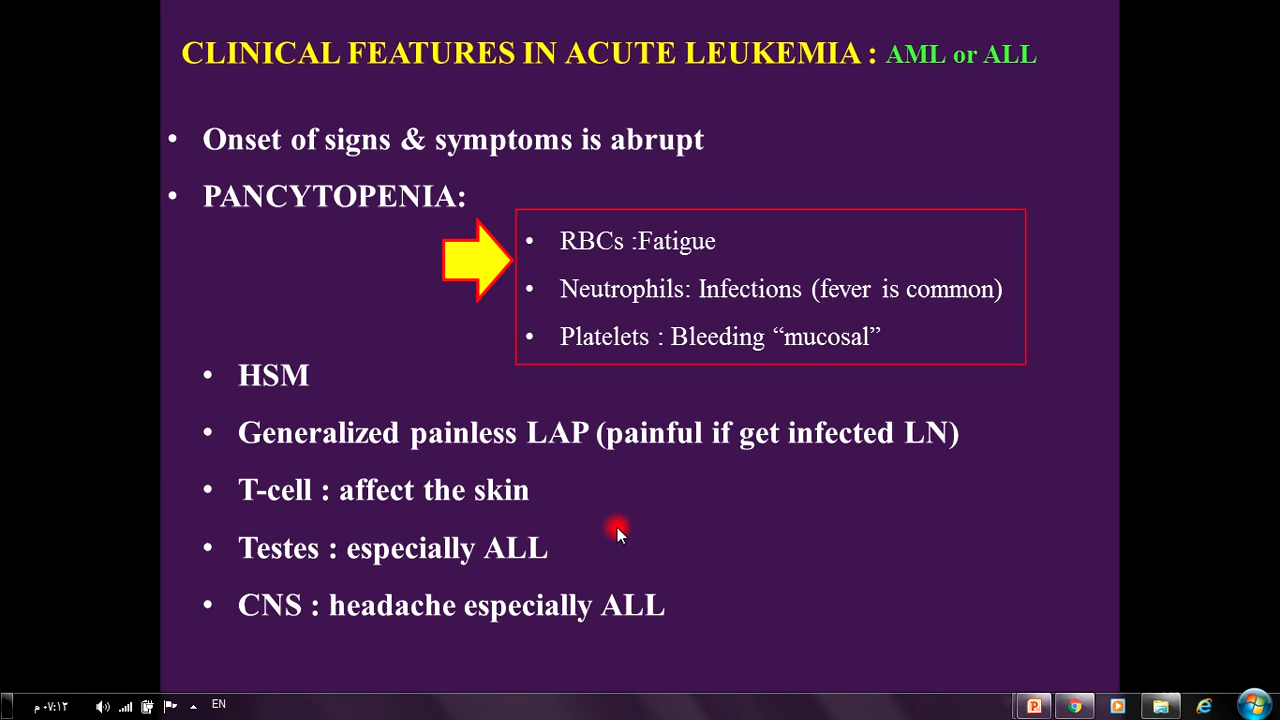 CLINICAL FEATURES IN ACUTE LEUKEMIA : AML or ALL
• Onset of signs & symptoms is abrupt
• PANCYTOPENIA:
• RBCs :Fatigue
• Neutrophils: Infections (fever is common)
• Platelets : Bleeding “mucosal”
• HSM
• Generalized painless LAP (painful if get infected LN)
• T-cell : affect the skin
• Testes : especially ALL
• CNS : headache especially ALL
٠٧:١٣ م
EN